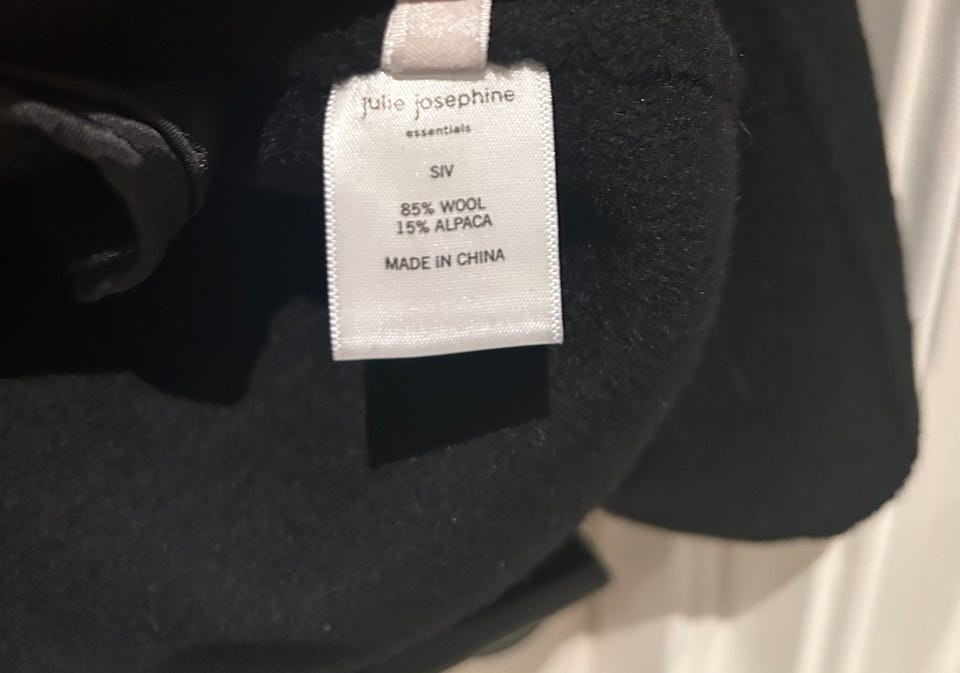 julie josephine
essentials
SIV
85% WOOL
15% ALPACA
MADE IN CHINA